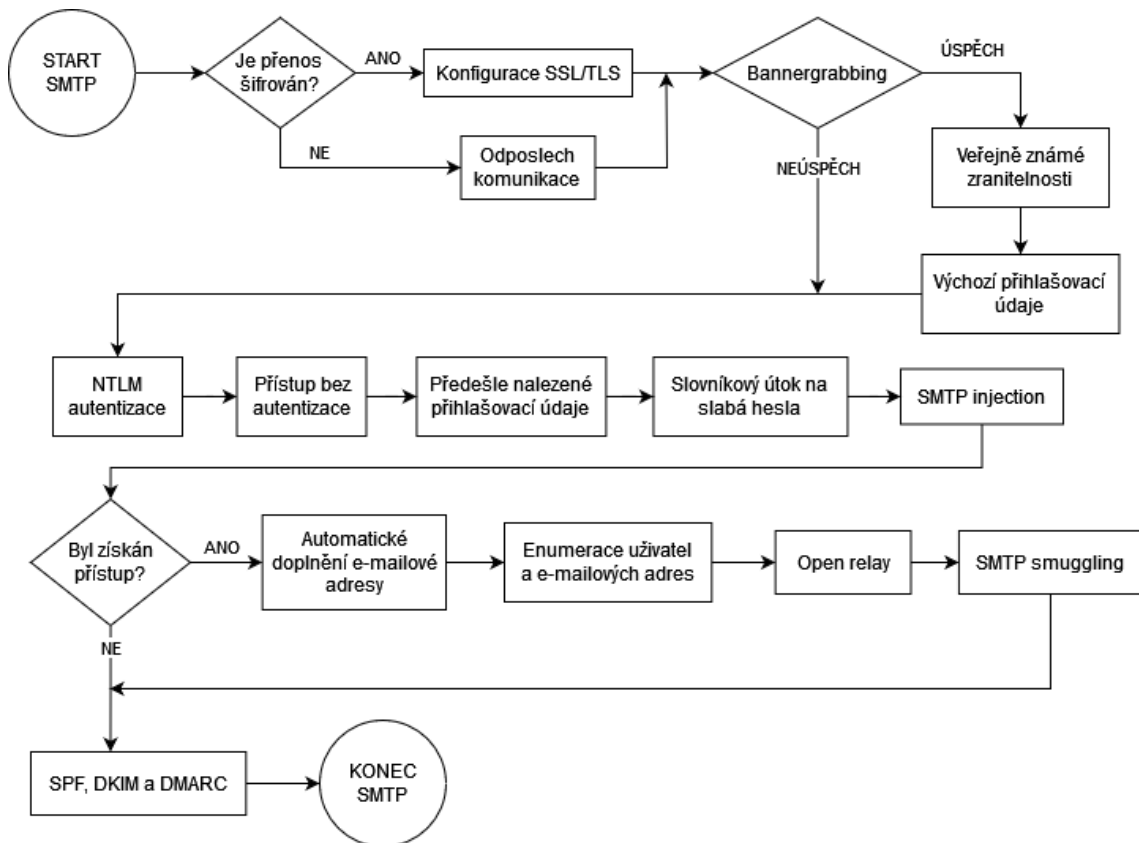 START
SMTP
Je přenos
šifrován?
ANO
Konfigurace SSL/TLS
Bannergrabbing
ÚSPĚCH
NE
Odposlech
komunikace
NEÚSPĚCH
Veřejně známé
zranitelnosti
Výchozí přihlašovací
údaje
NTLM
autentizace
Přístup bez
autentizace
Předešle nalezené
přihlašovací údaje
Slovníkový útok na
slabá hesla
SMTP injection
Byl získán
přístup?
ANO
Automatické
doplnění e-mailové
adresy
Enumerace uživatel
a e-mailových adres
Open relay
SMTP smuggling
NE
SPF, DKIM a DMARC
KONEC
SMTP